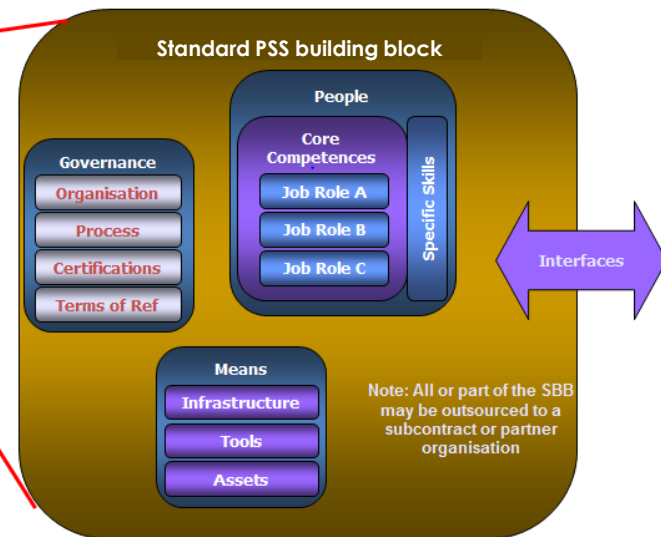 Standard PSS building block
People
Core
Competences
Job Role A
Job Role B
Job Role C
Specific Skills
Governance
Organisation
Process
Certifications
Terms of Ref
Interfaces
Means
Infrastructure
Tools
Assets
Note: All or part of the SBB
may be outsourced to a
subcontract or partner
organisation